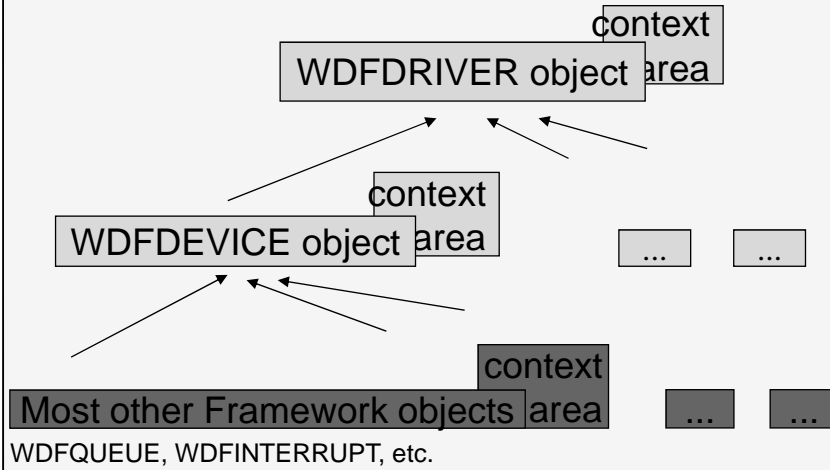 context
WDFDRIVER object area
context
WDFDEVICE object area
... ...
context
Most other Framework objects area
... ...
WDFQUEUE, WDFINTERRUPT, etc.